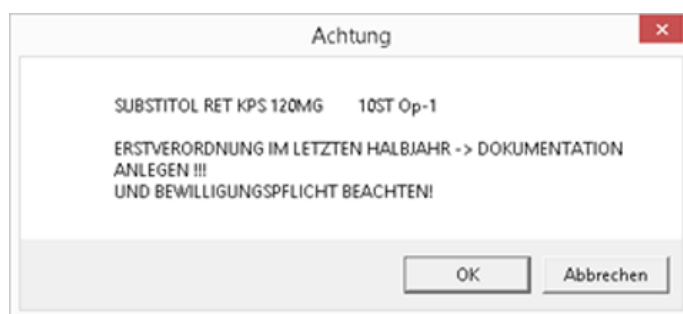 Achtung
SUBSTITOL RET KPS 120MG 10ST Op-1
ERSTVERORDNUNG IM LETZTEN HALBJAHR -> DOKUMENTATION
ANLEGEN !!!
UND BEWILLIGUNGSPFLICHT BEACHTEN!
OK Abbrechen